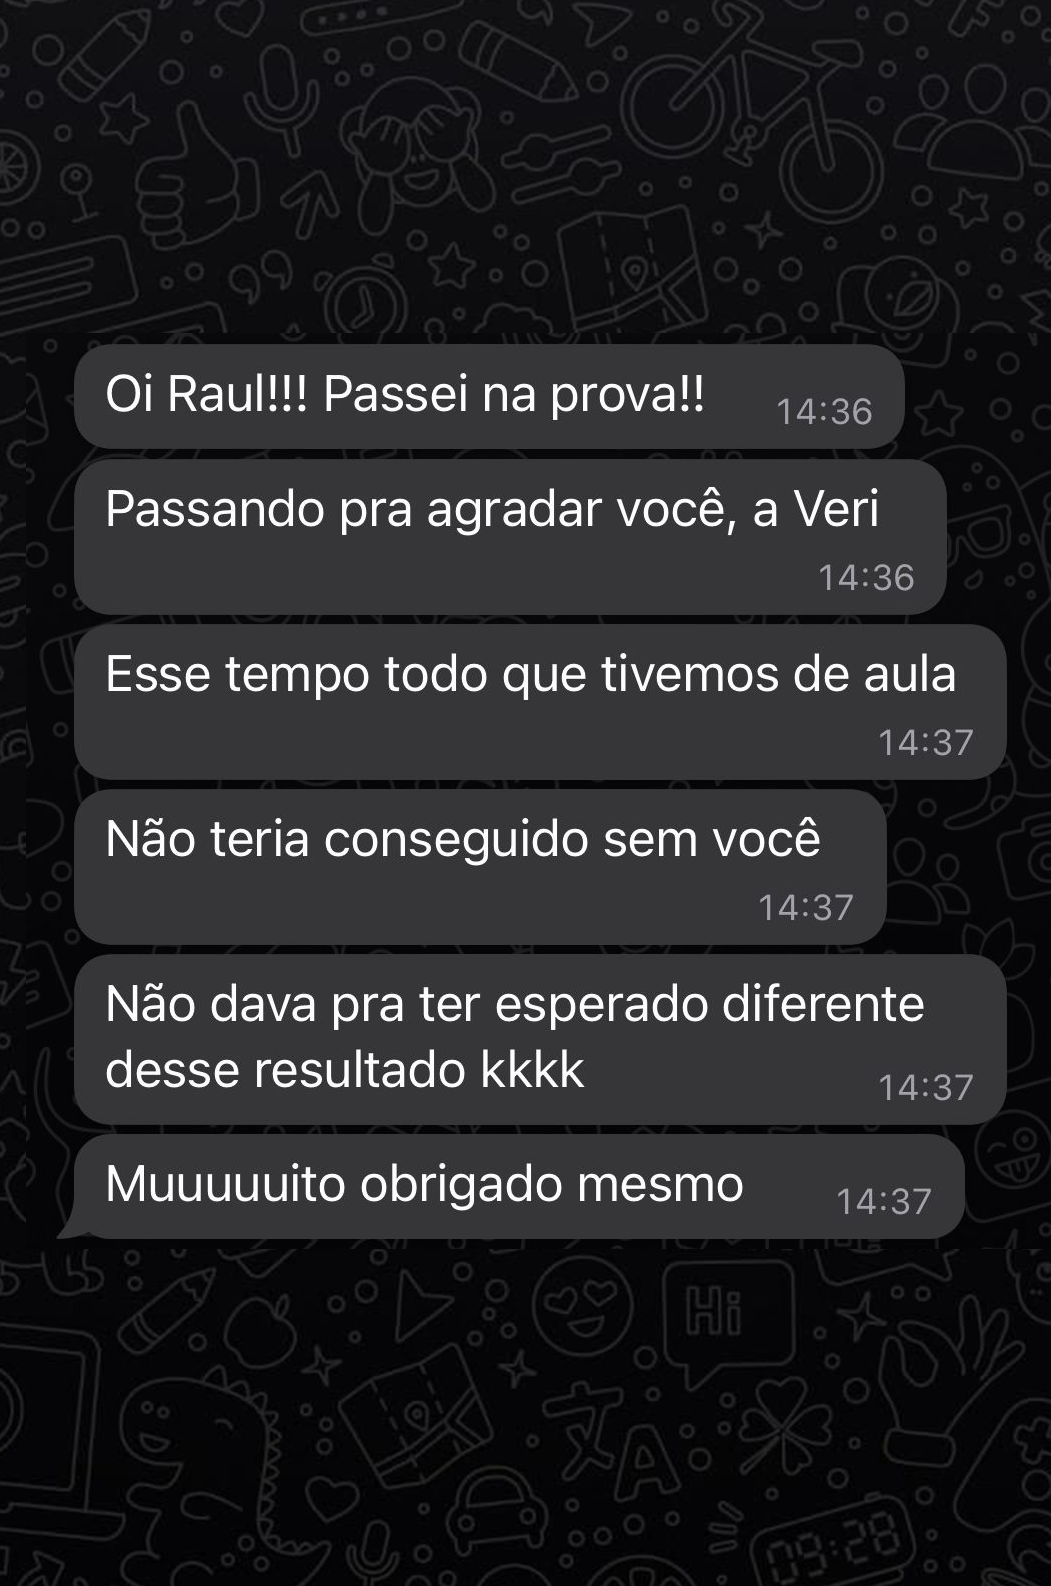 Oi Raul!!! Passei na prova!!
14:36
Passando pra agradar você, a Veri
14:36
Esse tempo todo que tivemos de aula
14:37
Não teria conseguido sem você
14:37
Não dava pra ter esperado diferente
desse resultado kkkk
14:37
Muuuuuito obrigado mesmo
14:37
Hi
文A
09:28